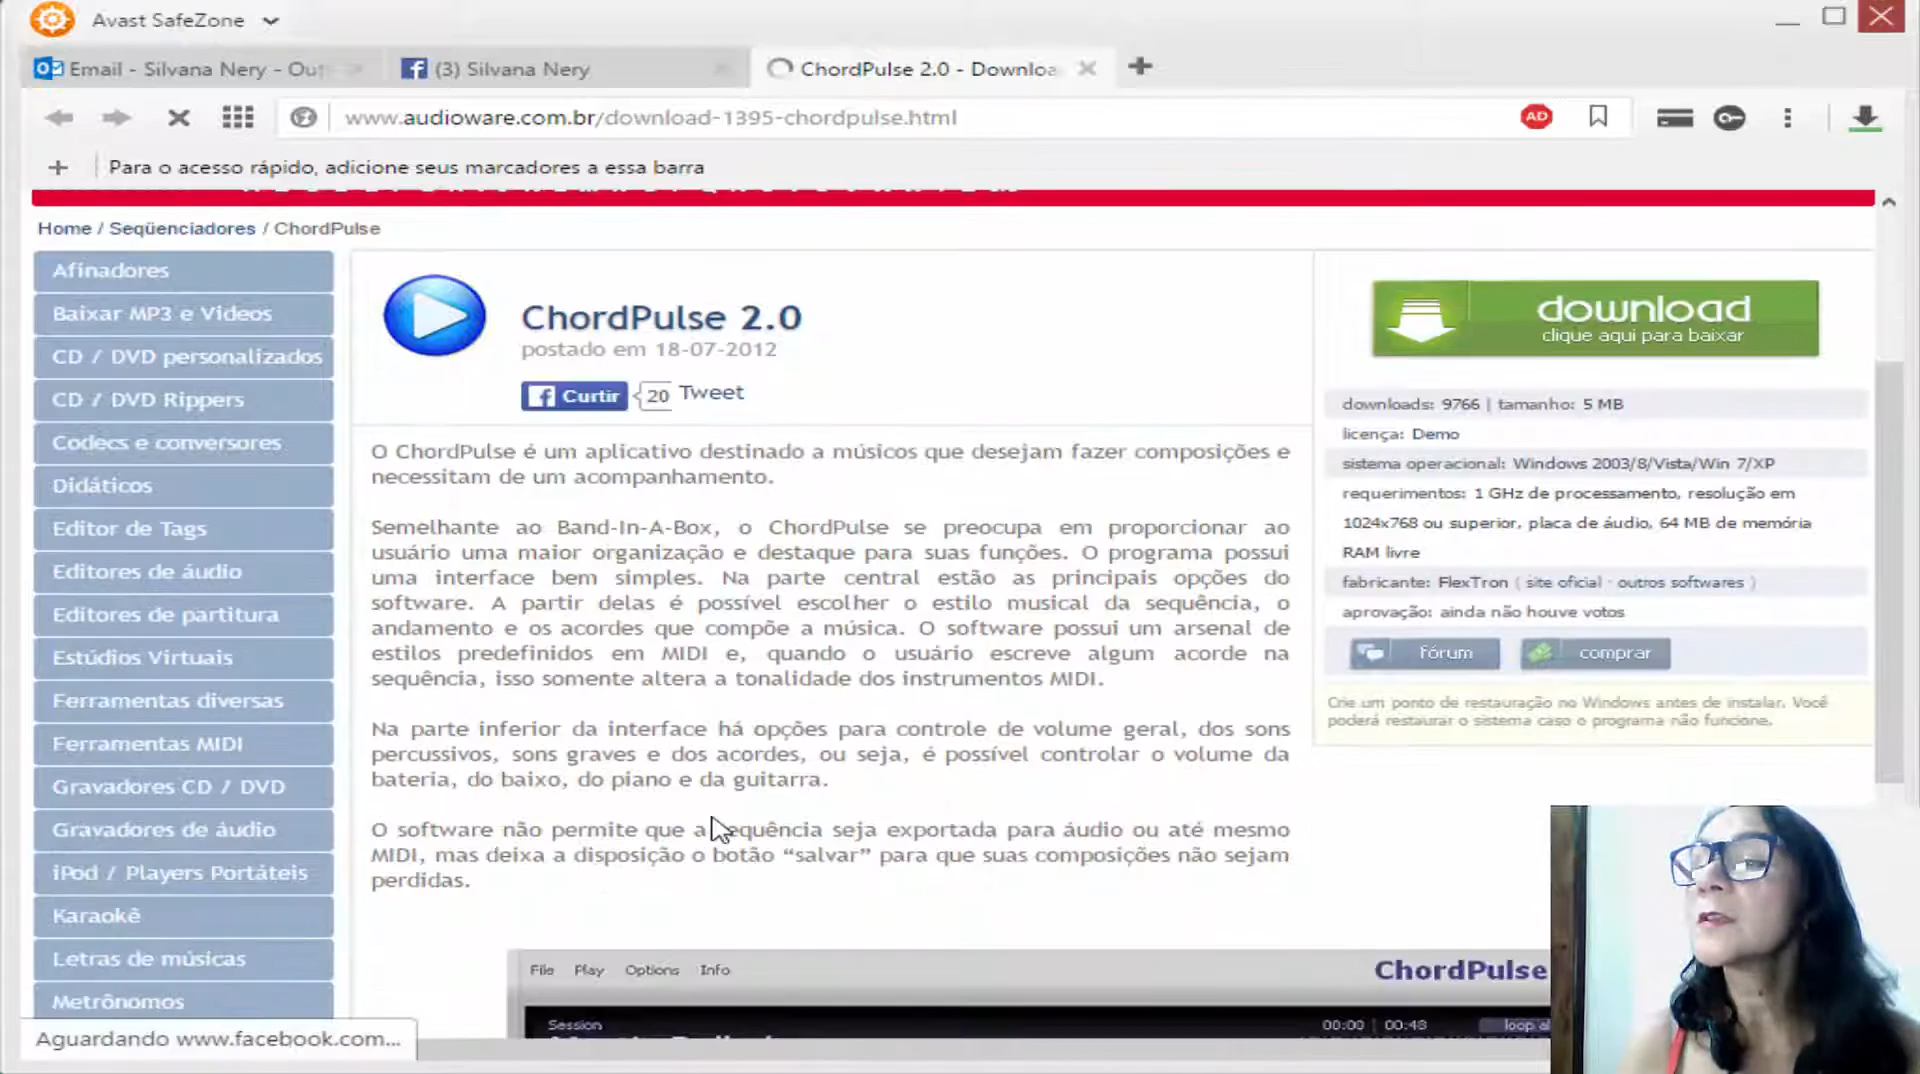 Avast SafeZone
Email - Silvana Nery - Out
(3) Silvana Nery
ChordPulse 2.0 - Downloa
www.audioware.com.br/download-1395-chordpulse.html
AD
Para o acesso rápido, adicione seus marcadores a essa barra
Home / Seqüenciadores / ChordPulse
Afinadores
Baixar MP3 e Videos
CD / DVD personalizados
CD / DVD Rippers
Codecs e conversores
Didáticos
Editor de Tags
Editores de áudio
Editores de partitura
Estúdios Virtuais
Ferramentas diversas
Ferramentas MIDI
Gravadores CD / DVD
Gravadores de áudio
iPod / Players Portáteis
Karaokê
Letras de músicas
Metrônomos
ChordPulse 2.0
postado em 18-07-2012
Curtir 20 Tweet
O ChordPulse é um aplicativo destinado a músicos que desejam fazer composições e
necessitam de um acompanhamento.
Semelhante ao Band-In-A-Box, o ChordPulse se preocupa em proporcionar ao
usuário uma maior organização e destaque para suas funções. O programa possui
uma interface bem simples. Na parte central estão as principais opções do
software. A partir delas é possível escolher o estilo musical da sequência, o
andamento e os acordes que compõe a música. O software possui um arsenal de
estilos predefinidos em MIDI e, quando o usuário escreve algum acorde na
sequência, isso somente altera a tonalidade dos instrumentos MIDI.
Na parte inferior da interface há opções para controle de volume geral, dos sons
percussivos, sons graves e dos acordes, ou seja, é possível controlar o volume da
bateria, do baixo, do piano e da guitarra.
O software não permite que a sequência seja exportada para áudio ou até mesmo
MIDI, mas deixa a disposição o botão “salvar” para que suas composições não sejam
perdidas.
download
clique aqui para baixar
downloads: 9766 | tamanho: 5 MB
licença: Demo
sistema operacional: Windows 2003/8/Vista/Win 7/XP
requerimentos: 1 GHz de processamento, resolução em
1024x768 ou superior, placa de áudio, 64 MB de memória
RAM livre
fabricante: FlexTron ( site oficial · outros softwares )
aprovação: ainda não houve votos
fórum
comprar
Crie um ponto de restauração no Windows antes de instalar. Você
poderá restaurar o sistema caso o programa não funcione.
File Play Options Info
ChordPulse
Session
00:00 | 00:48
loop al
Aguardando www.facebook.com...